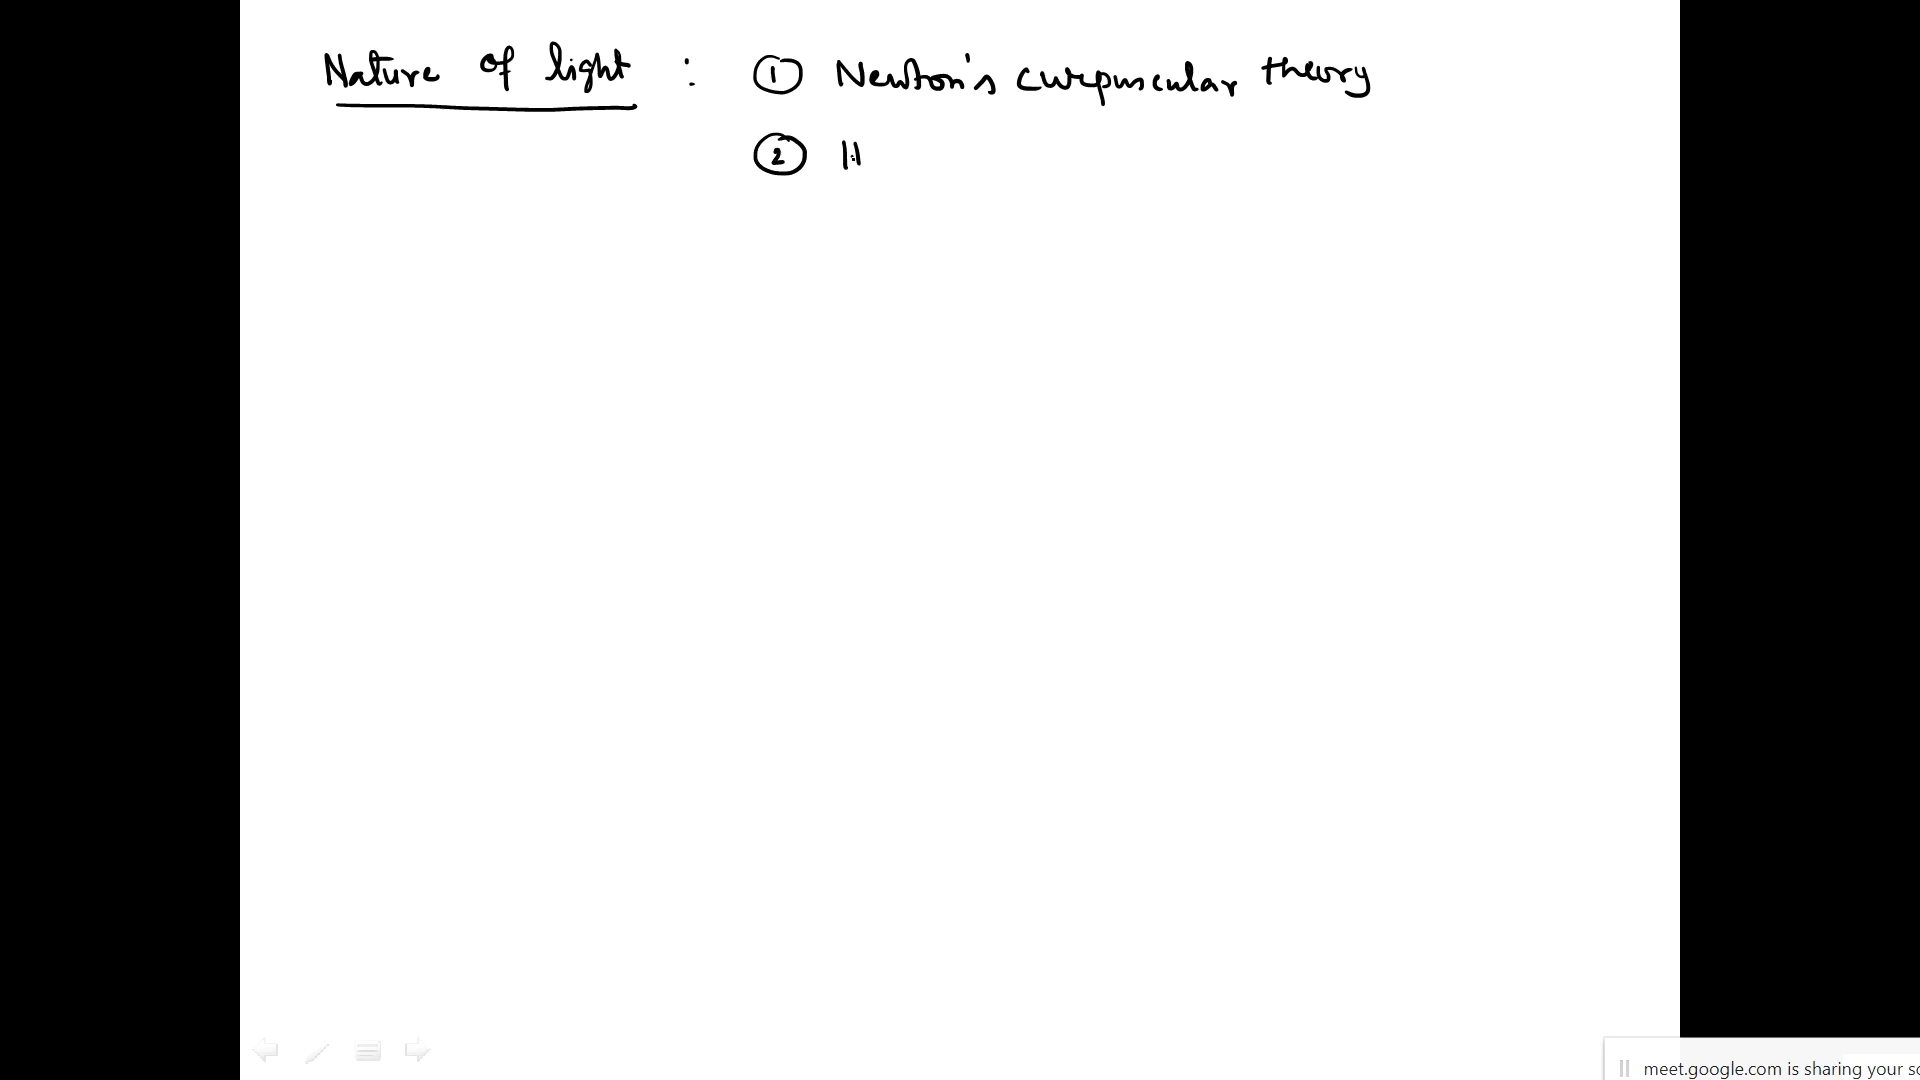 Nature of light : ① Newton's curpuscular theory
② H
meet.google.com is sharing your sc